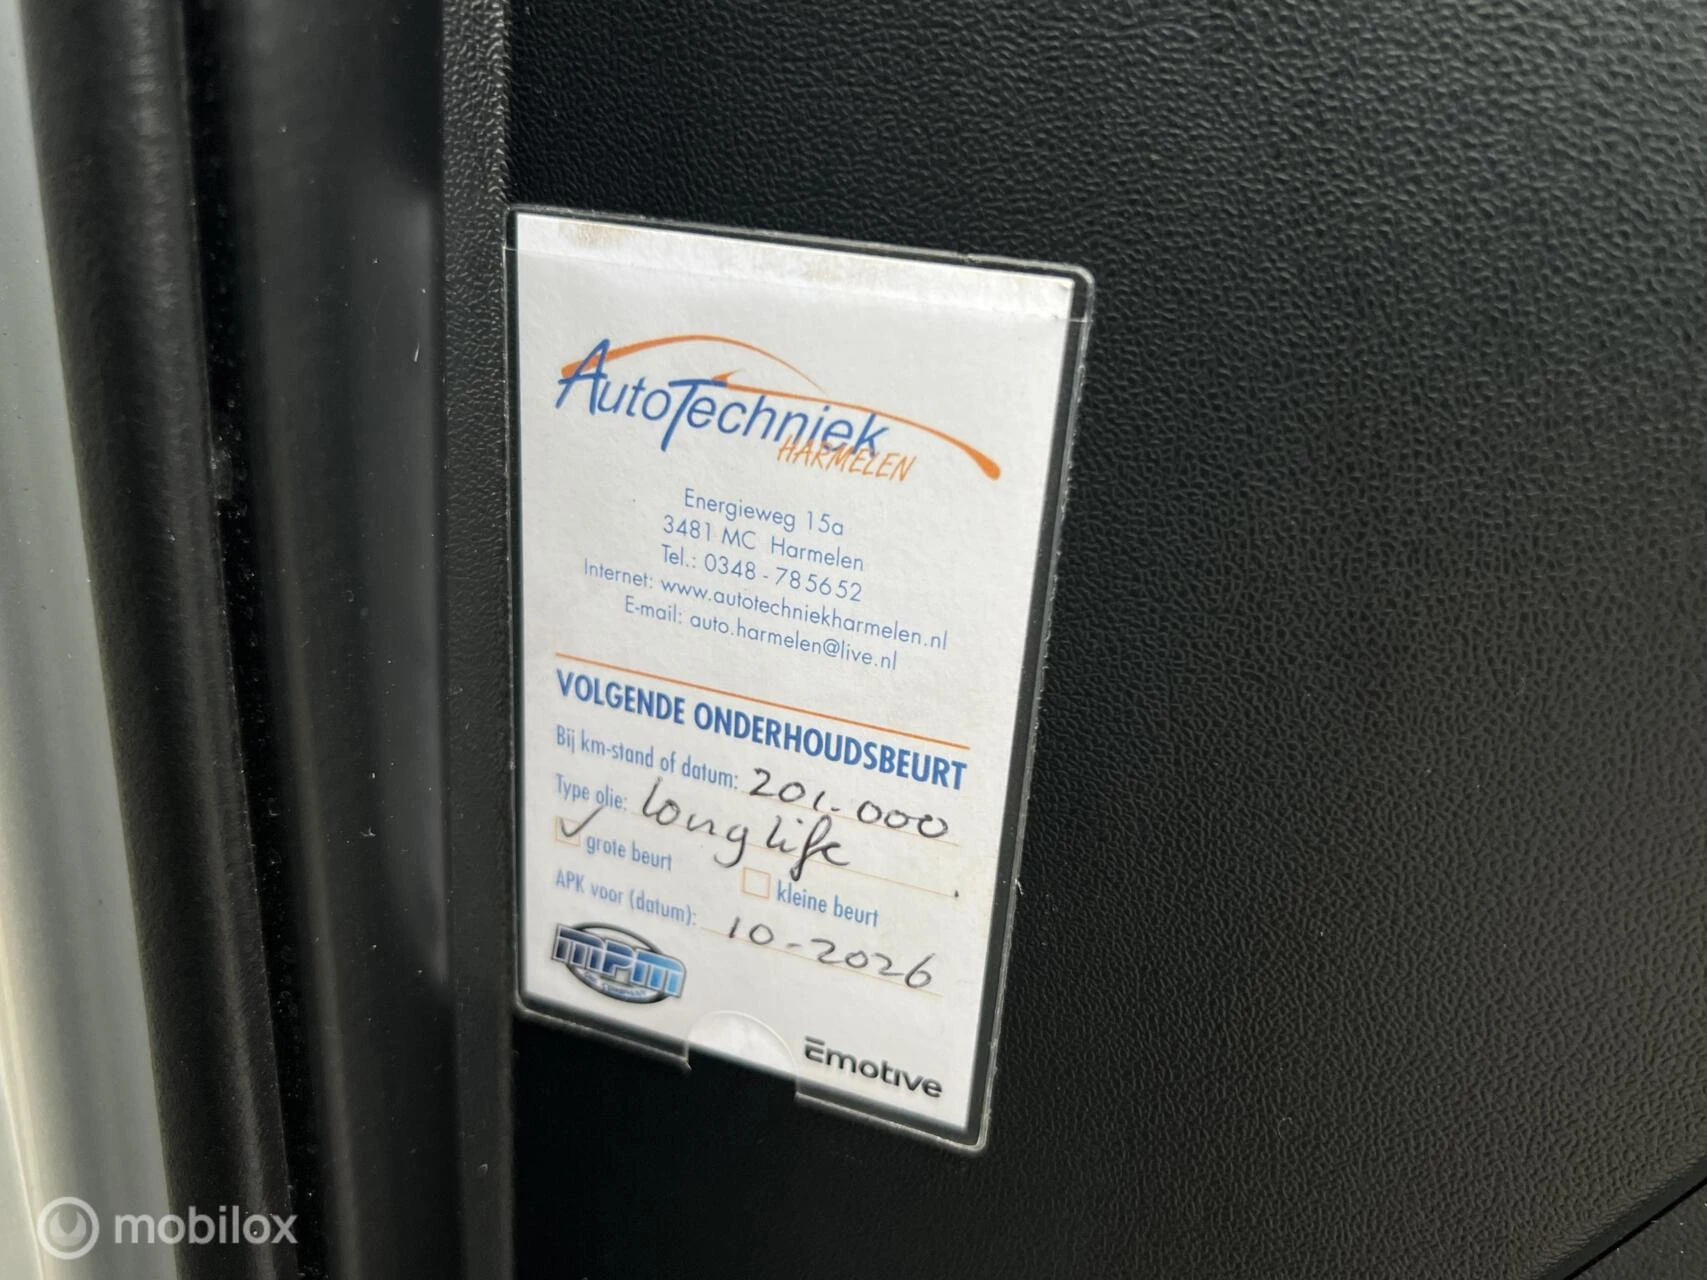 AutoTechniek
HARMELEN
Energieweg 15a
3481 MC Harmelen
Tel.: 0348 - 785652
Internet: www.autotechniekharmelen.nl
E-mail: auto.harmelen@live.nl
VOLGENDE ONDERHOUDSBEURT
Bij km-stand of datum: 201.000
Type olie: longlife
grote beurt
kleine beurt
APK voor (datum): 10-2026
MPM
Emotive
mobilox